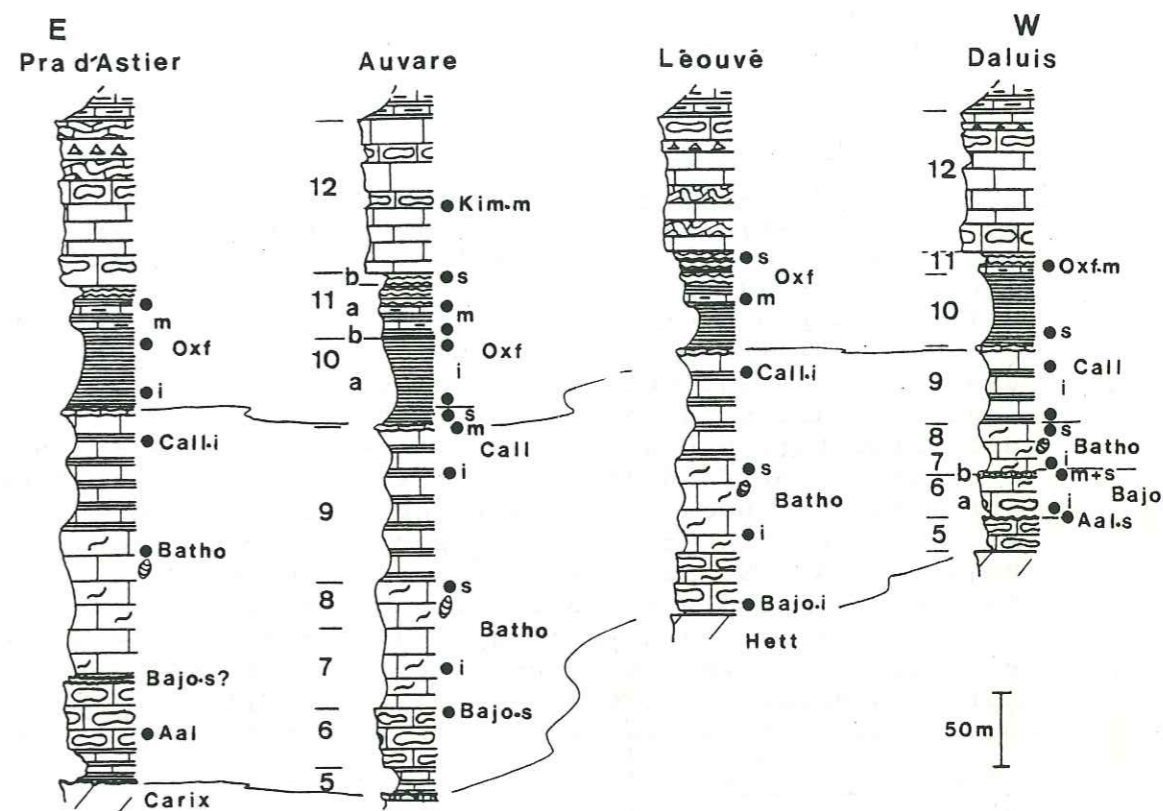 E
Pra d'Astier
Auvare
Léouvé
W
Daluis
m
Oxf
i
Call.i
Batho
Bajo.s?
Aal
Carix
12
11
b
a
10
b
a
9
8
7
6
5
Kim.m
s
m
Oxf
i
s
m
Call
i
s
Batho
i
Bajo.s
s
Oxf
m
Call.i
s
Batho
i
Bajo.i
Hett
12
11
10
9
8
7
6
b
a
5
Oxf.m
s
Call
i
s
Batho
i
m+s
Bajo
i
Aal.s
50m